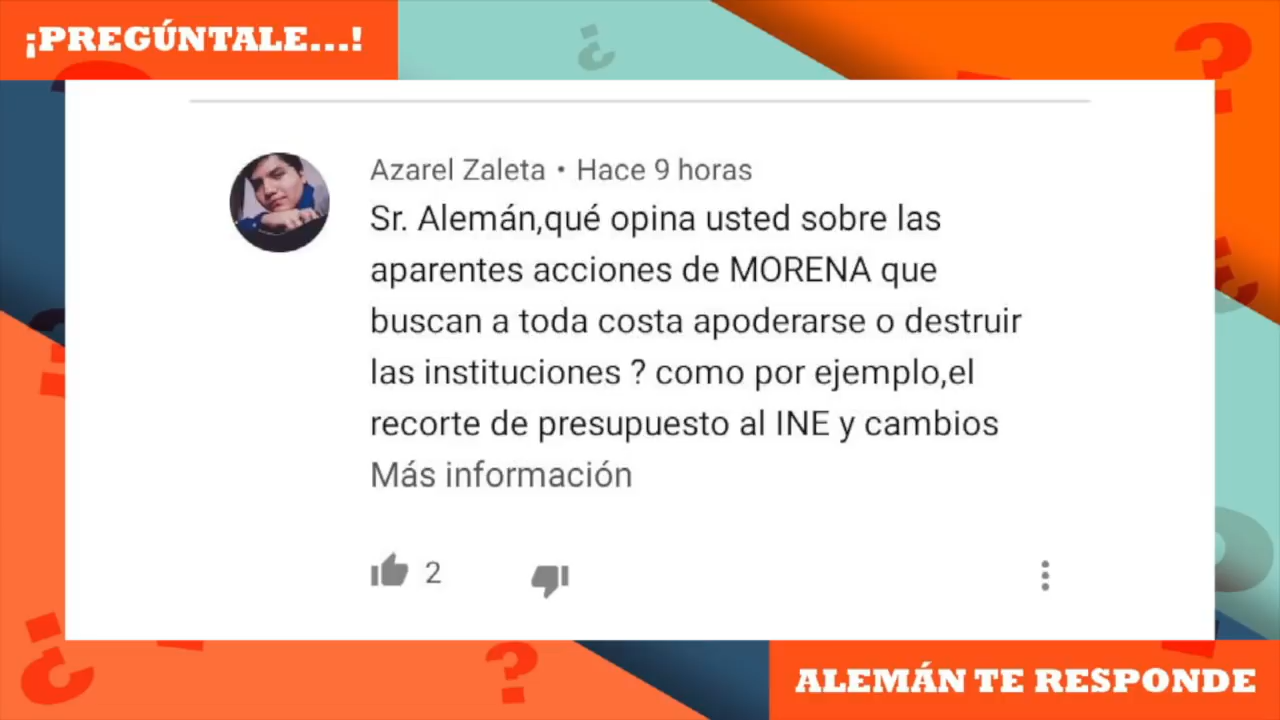 ¡PREGÚNTALE...!
Azarel Zaleta • Hace 9 horas
Sr. Alemán,qué opina usted sobre las
aparentes acciones de MORENA que
buscan a toda costa apoderarse o destruir
las instituciones ? como por ejemplo,el
recorte de presupuesto al INE y cambios
Más información
2
ALEMÁN TE RESPONDE